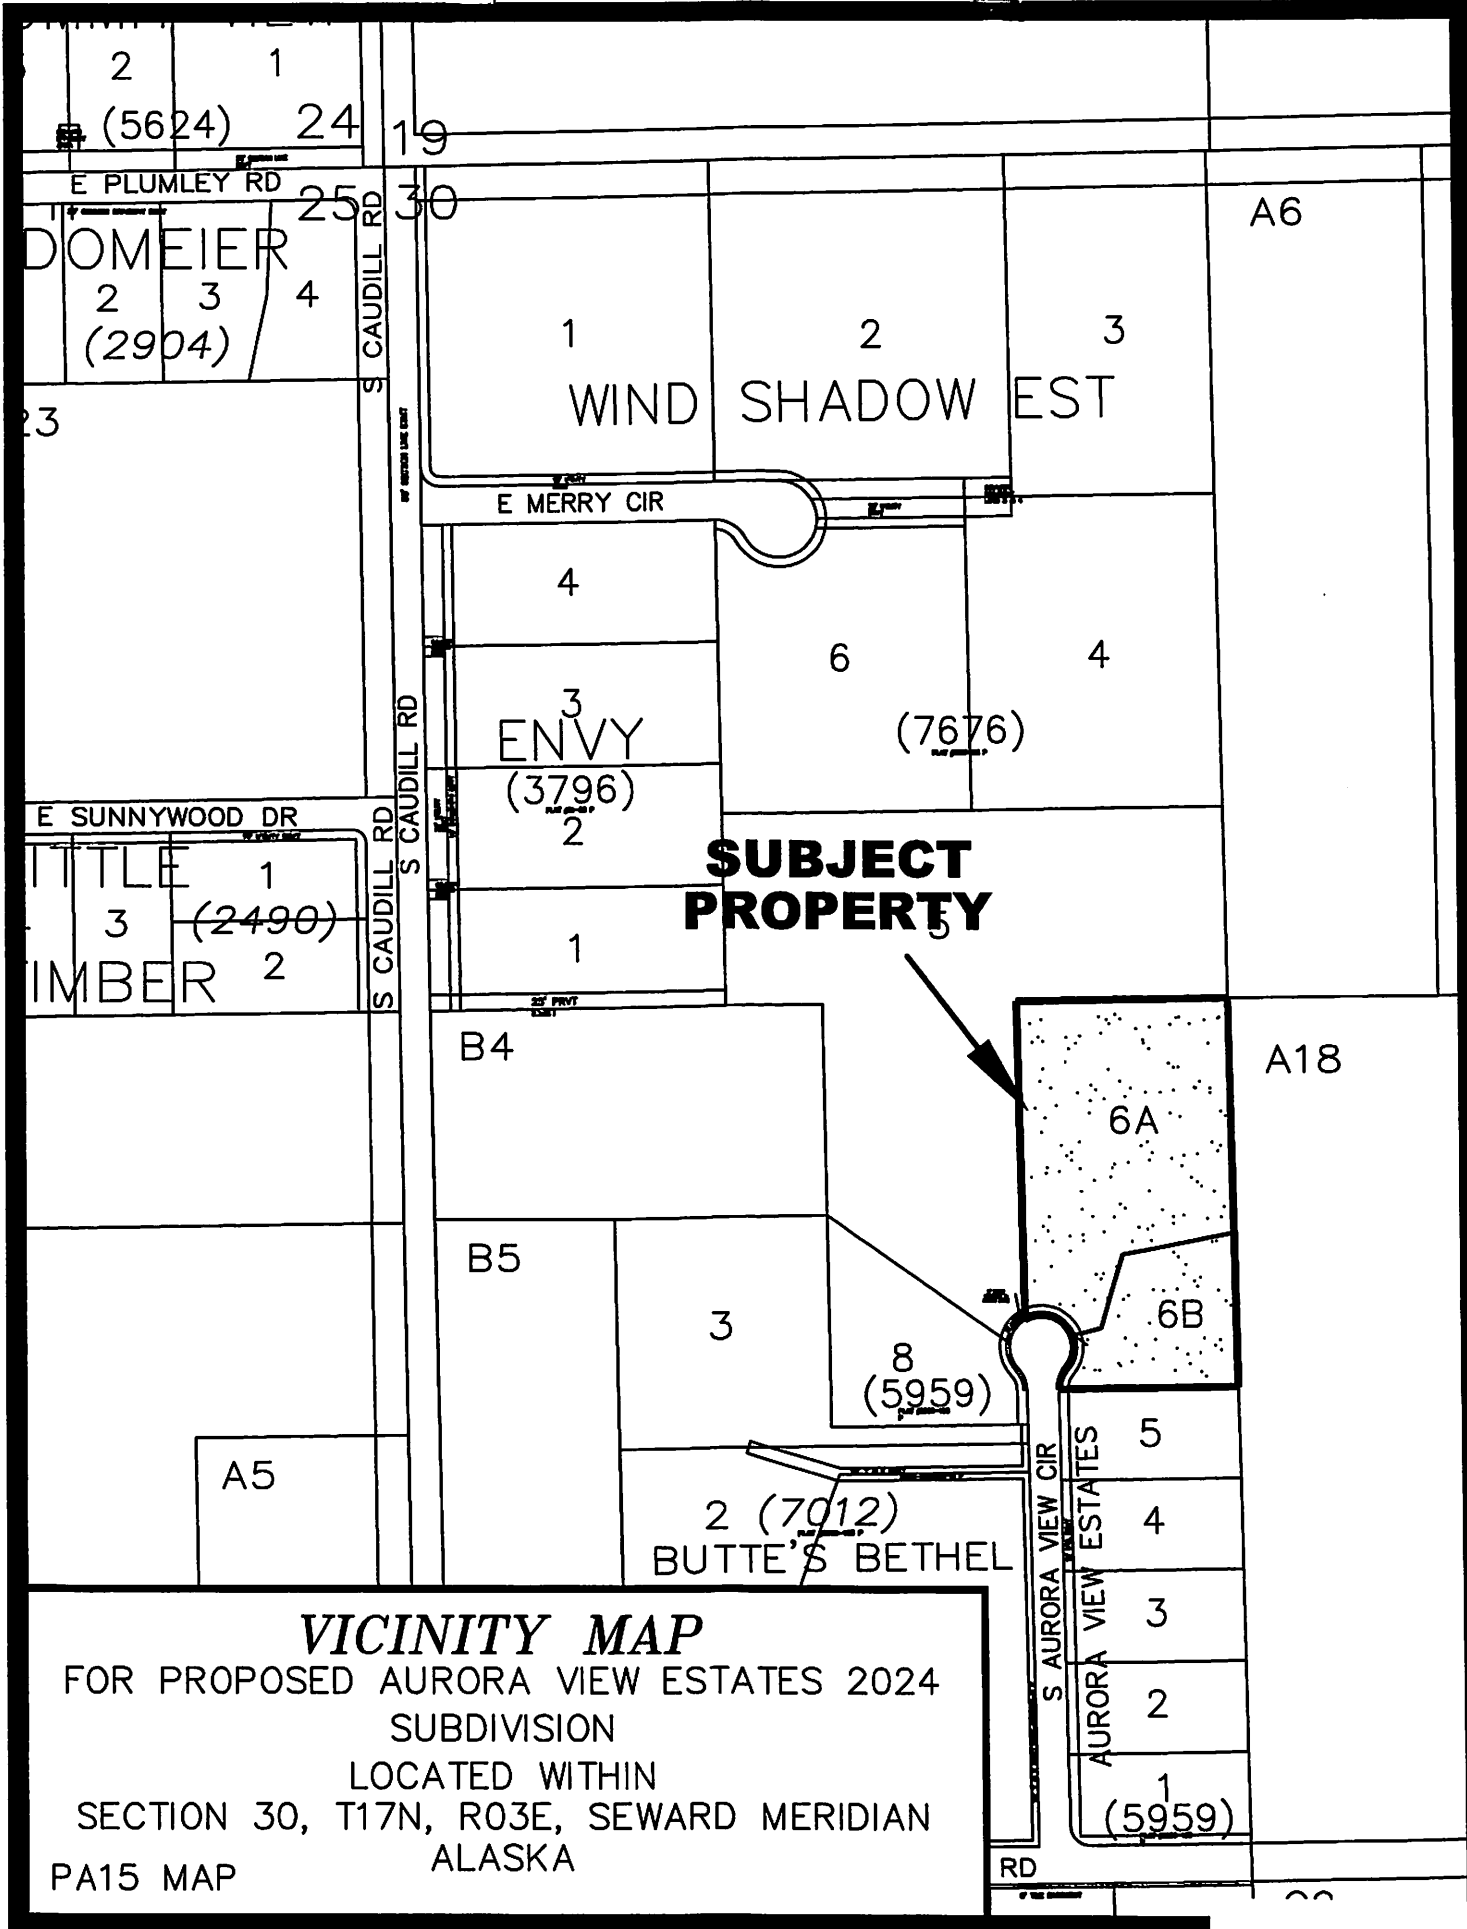 2
1
(5624)
24
19
E PLUMLEY RD
25
30
S CAUDILL RD
A6
DOMEIER
2
3
4
(2904)
1
2
3
WIND SHADOW EST
23
E MERRY CIR
4
6
4
3
ENVY
(7676)
(3796)
S CAUDILL RD
2
E SUNNYWOOD DR
SUBJECT
PROPERTY
5
1
3
(2490)
2
TIMBER
S CAUDILL RD
1
25' PRVT
B4
A18
6A
B5
3
6B
8
(5959)
5
A5
2 (7012)
BUTTE'S BETHEL
4
S AURORA VIEW CIR
AURORA VIEW ESTATES
3
2
1
(5959)
RD
VICINITY MAP
FOR PROPOSED AURORA VIEW ESTATES 2024
SUBDIVISION
LOCATED WITHIN
SECTION 30, T17N, R03E, SEWARD MERIDIAN
ALASKA
PA15 MAP